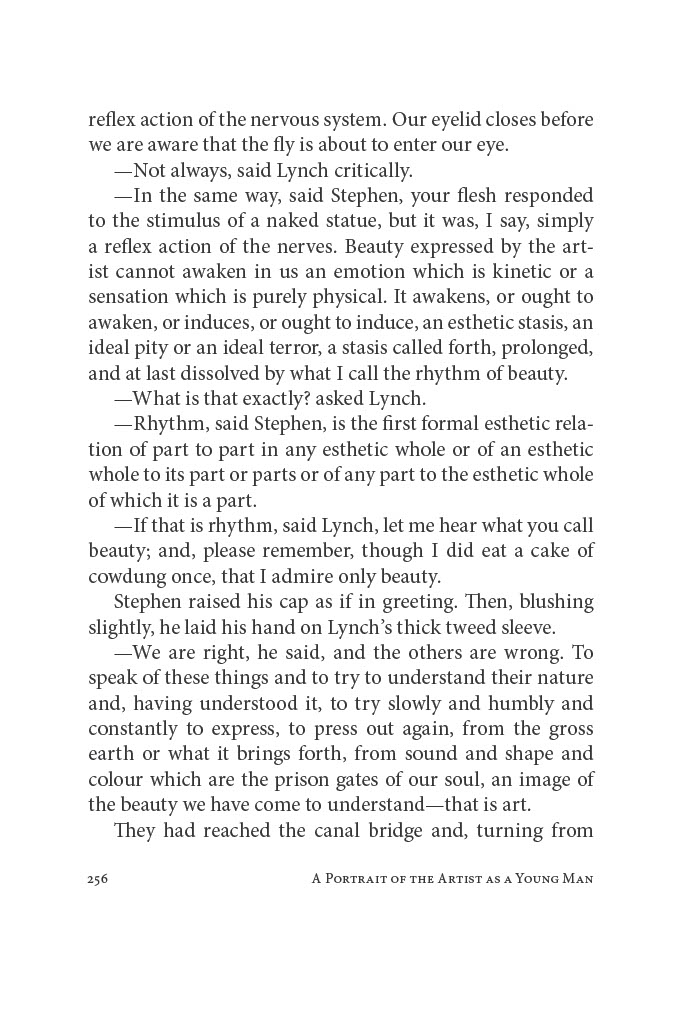 reflex action of the nervous system. Our eyelid closes before
we are aware that the fly is about to enter our eye.
—Not always, said Lynch critically.
—In the same way, said Stephen, your flesh responded
to the stimulus of a naked statue, but it was, I say, simply
a reflex action of the nerves. Beauty expressed by the art-
ist cannot awaken in us an emotion which is kinetic or a
sensation which is purely physical. It awakens, or ought to
awaken, or induces, or ought to induce, an esthetic stasis, an
ideal pity or an ideal terror, a stasis called forth, prolonged,
and at last dissolved by what I call the rhythm of beauty.
—What is that exactly? asked Lynch.
—Rhythm, said Stephen, is the first formal esthetic rela-
tion of part to part in any esthetic whole or of an esthetic
whole to its part or parts or of any part to the esthetic whole
of which it is a part.
—If that is rhythm, said Lynch, let me hear what you call
beauty; and, please remember, though I did eat a cake of
cowdung once, that I admire only beauty.
Stephen raised his cap as if in greeting. Then, blushing
slightly, he laid his hand on Lynch’s thick tweed sleeve.
—We are right, he said, and the others are wrong. To
speak of these things and to try to understand their nature
and, having understood it, to try slowly and humbly and
constantly to express, to press out again, from the gross
earth or what it brings forth, from sound and shape and
colour which are the prison gates of our soul, an image of
the beauty we have come to understand—that is art.
They had reached the canal bridge and, turning from
256 A Portrait of the Artist as a Young Man